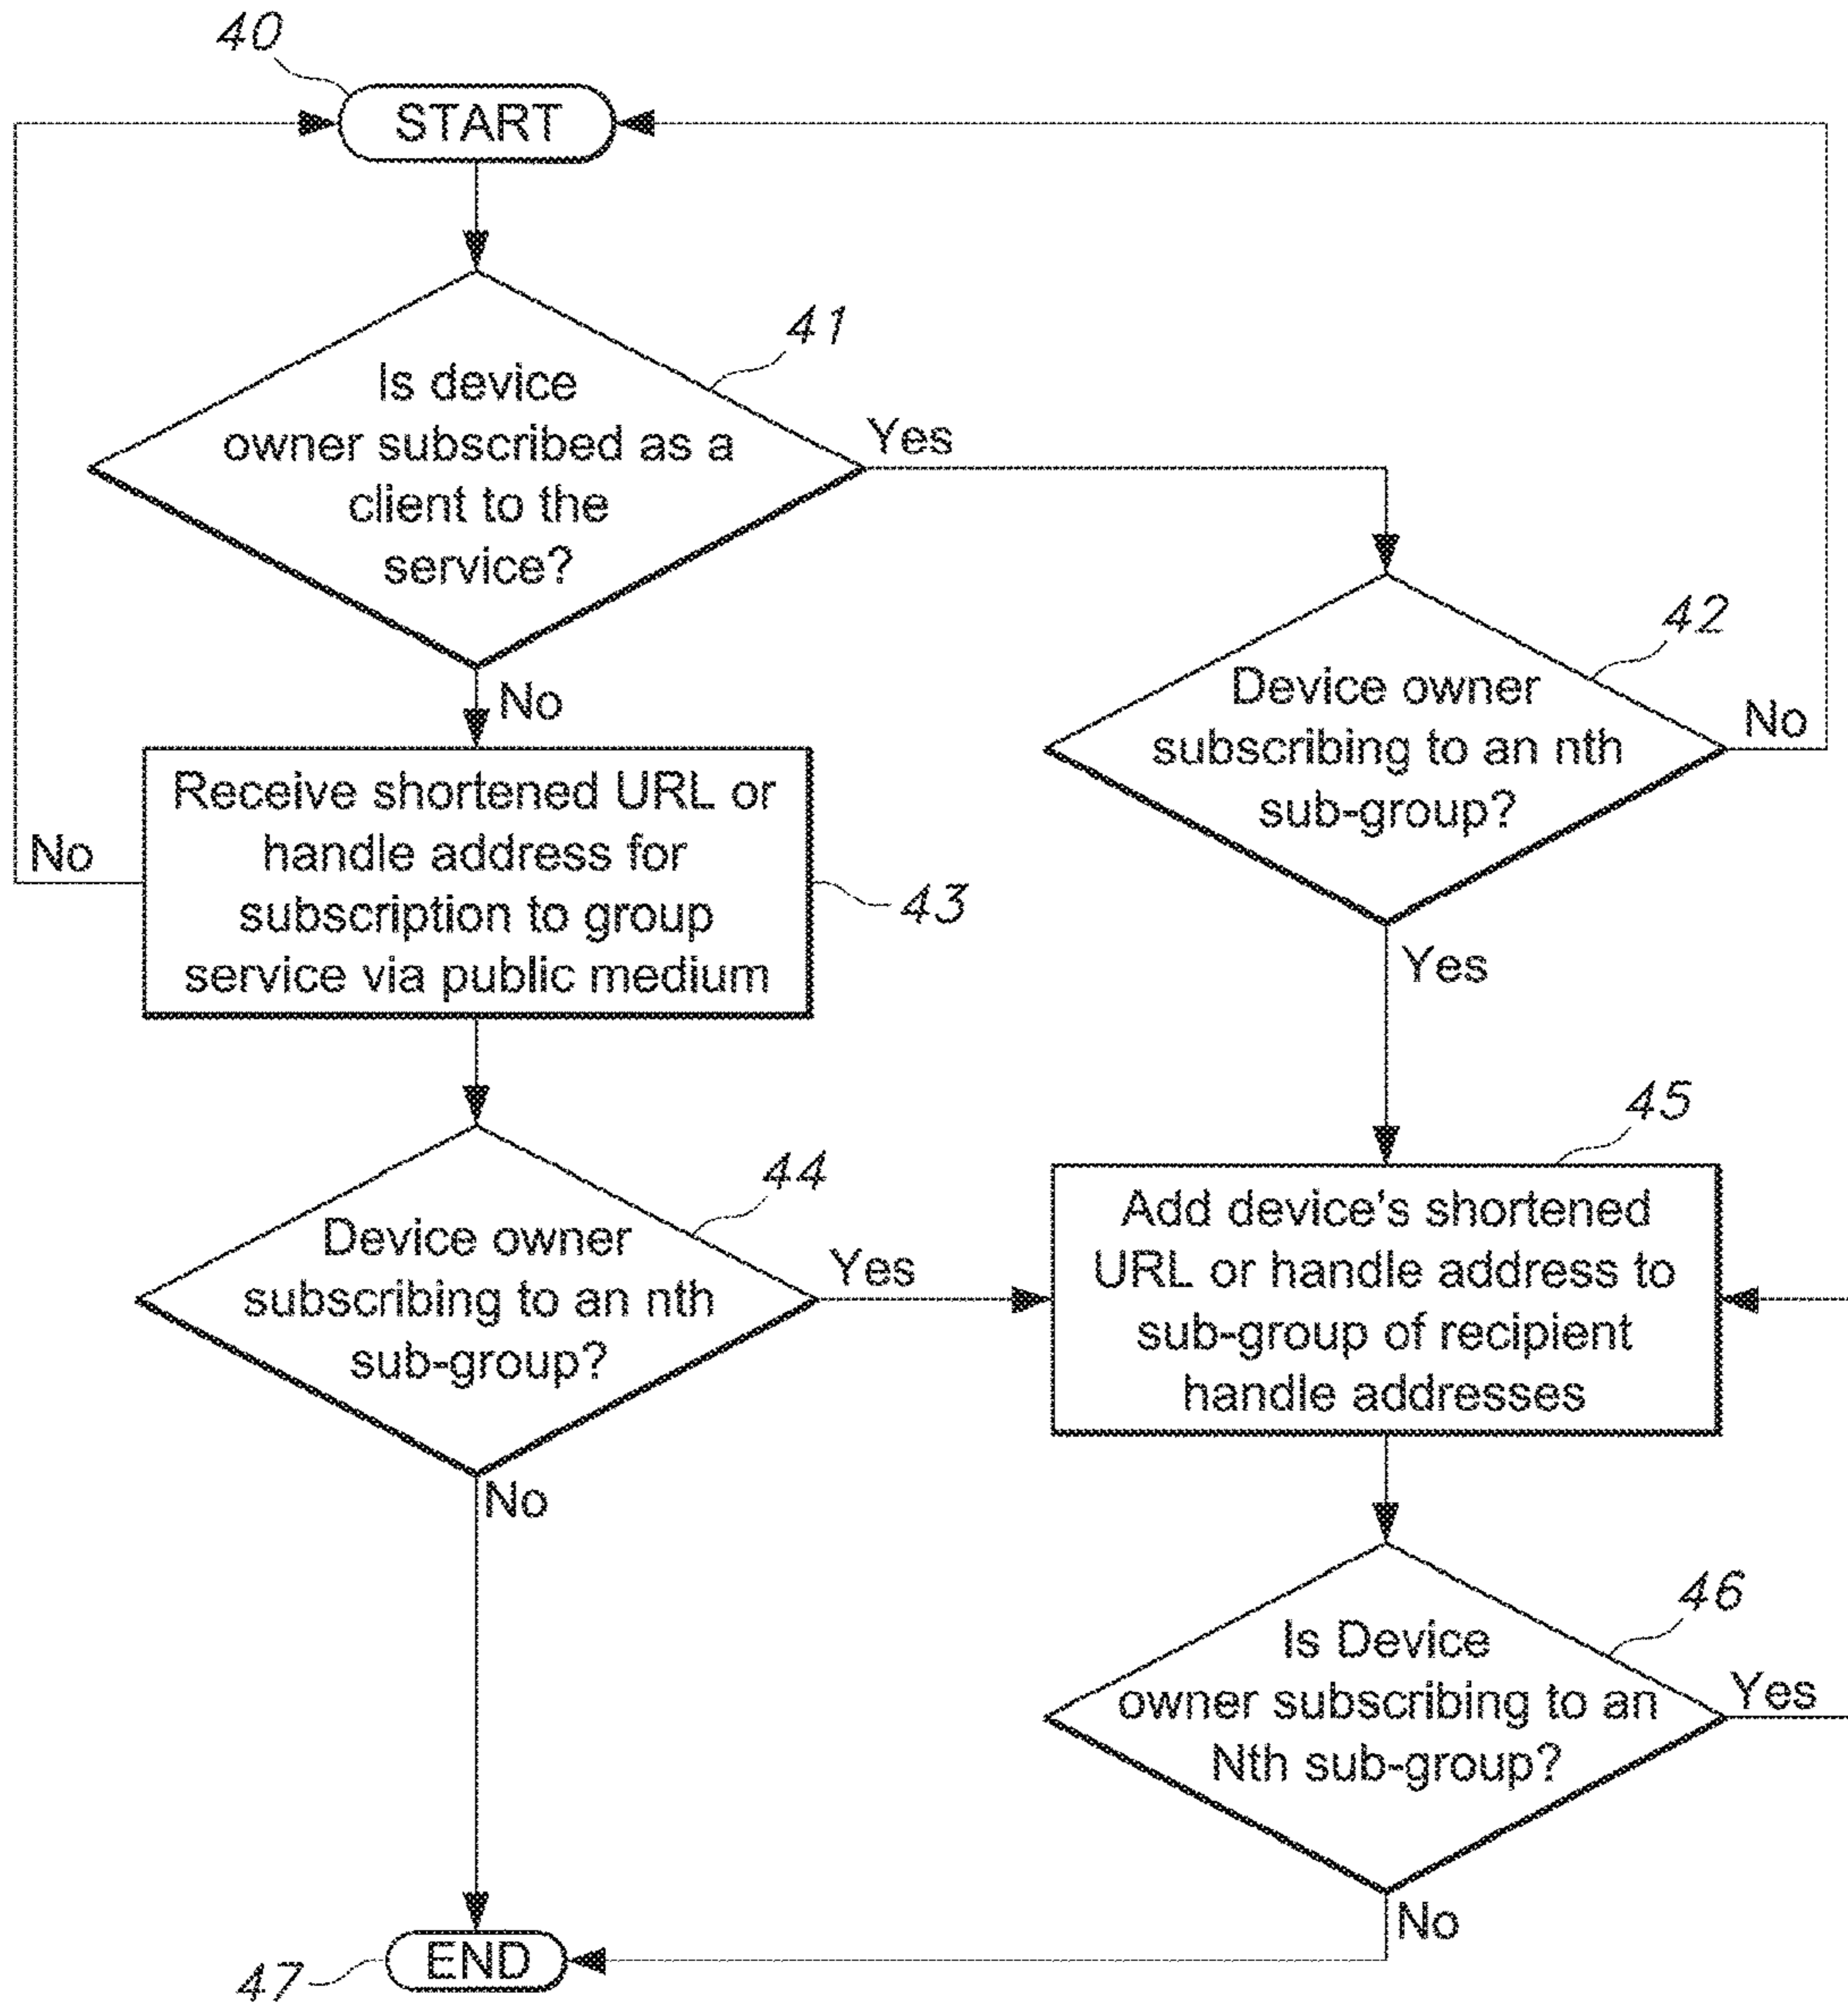 40
START
41
Is device
owner subscribed as a
client to the
service?
Yes
No
42
Device owner
subscribing to an nth
sub-group?
No
Yes
Receive shortened URL or
handle address for
subscription to group
service via public medium
No
43
44
Device owner
subscribing to an nth
sub-group?
Yes
No
45
Add device's shortened
URL or handle address to
sub-group of recipient
handle addresses
46
Is Device
owner subscribing to an
Nth sub-group?
Yes
No
47
END